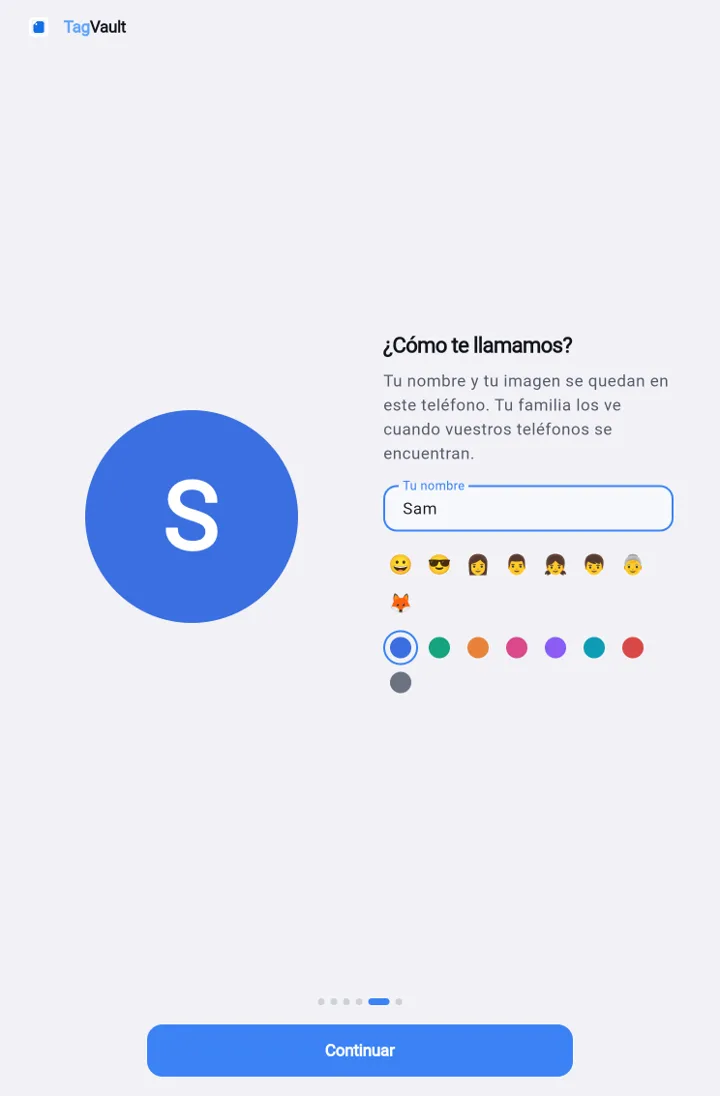 TagVault
¿Cómo te llamamos?
Tu nombre y tu imagen se quedan en
este teléfono. Tu familia los ve
cuando vuestros teléfonos se
encuentran.
Tu nombre
Sam
S
Continuar